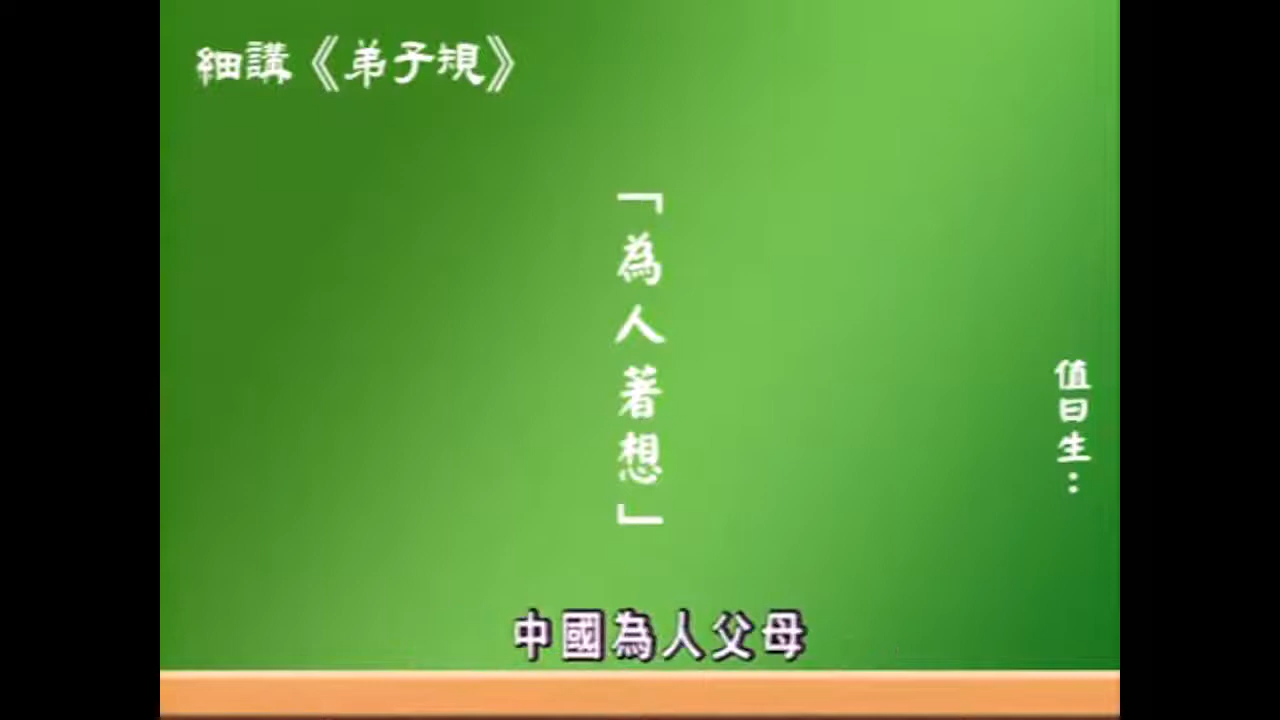 細講《弟子規》
「為人著想」
值日生：
中國為人父母